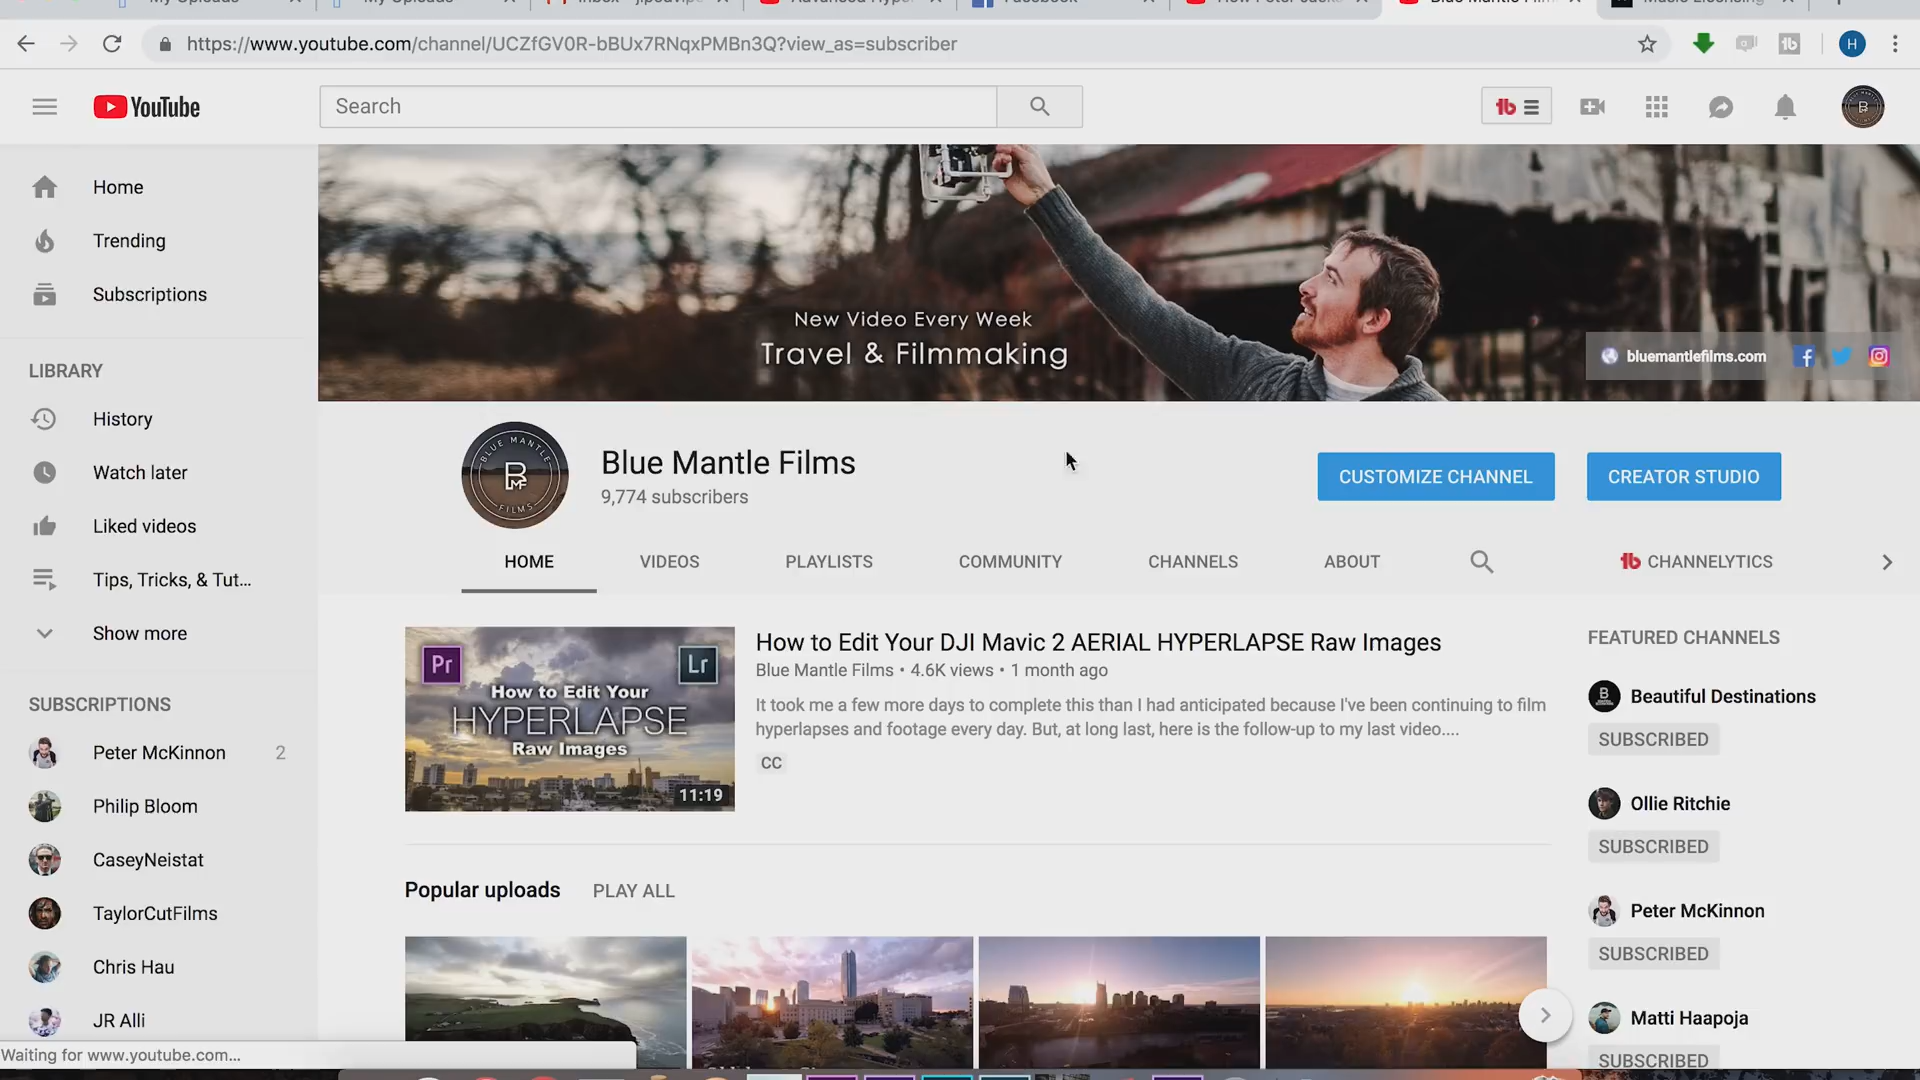 My Uploads
My Uploads
https://www.youtube.com/channel/UCZfGV0R-bBUx7RNqxPMBn3Q?view_as=subscriber
H
YouTube
Search
Home
Trending
Subscriptions
LIBRARY
History
Watch later
Liked videos
Tips, Tricks, & Tut...
Show more
SUBSCRIPTIONS
Peter McKinnon 2
Philip Bloom
CaseyNeistat
TaylorCutFilms
Chris Hau
JR Alli
Waiting for www.youtube.com...
New Video Every Week
Travel & Filmmaking
bluemantlefilms.com
BLUE MANTLE
FILMS
Blue Mantle Films
9,774 subscribers
CUSTOMIZE CHANNEL
CREATOR STUDIO
HOME VIDEOS PLAYLISTS COMMUNITY CHANNELS ABOUT CHANNELYTICS
Pr
Lr
How to Edit Your
HYPERLAPSE
Raw Images
11:19
How to Edit Your DJI Mavic 2 AERIAL HYPERLAPSE Raw Images
Blue Mantle Films • 4.6K views • 1 month ago
It took me a few more days to complete this than I had anticipated because I've been continuing to film
hyperlapses and footage every day. But, at long last, here is the follow-up to my last video....
CC
Popular uploads PLAY ALL
FEATURED CHANNELS
Beautiful Destinations
SUBSCRIBED
Ollie Ritchie
SUBSCRIBED
Peter McKinnon
SUBSCRIBED
Matti Haapoja
SUBSCRIBED